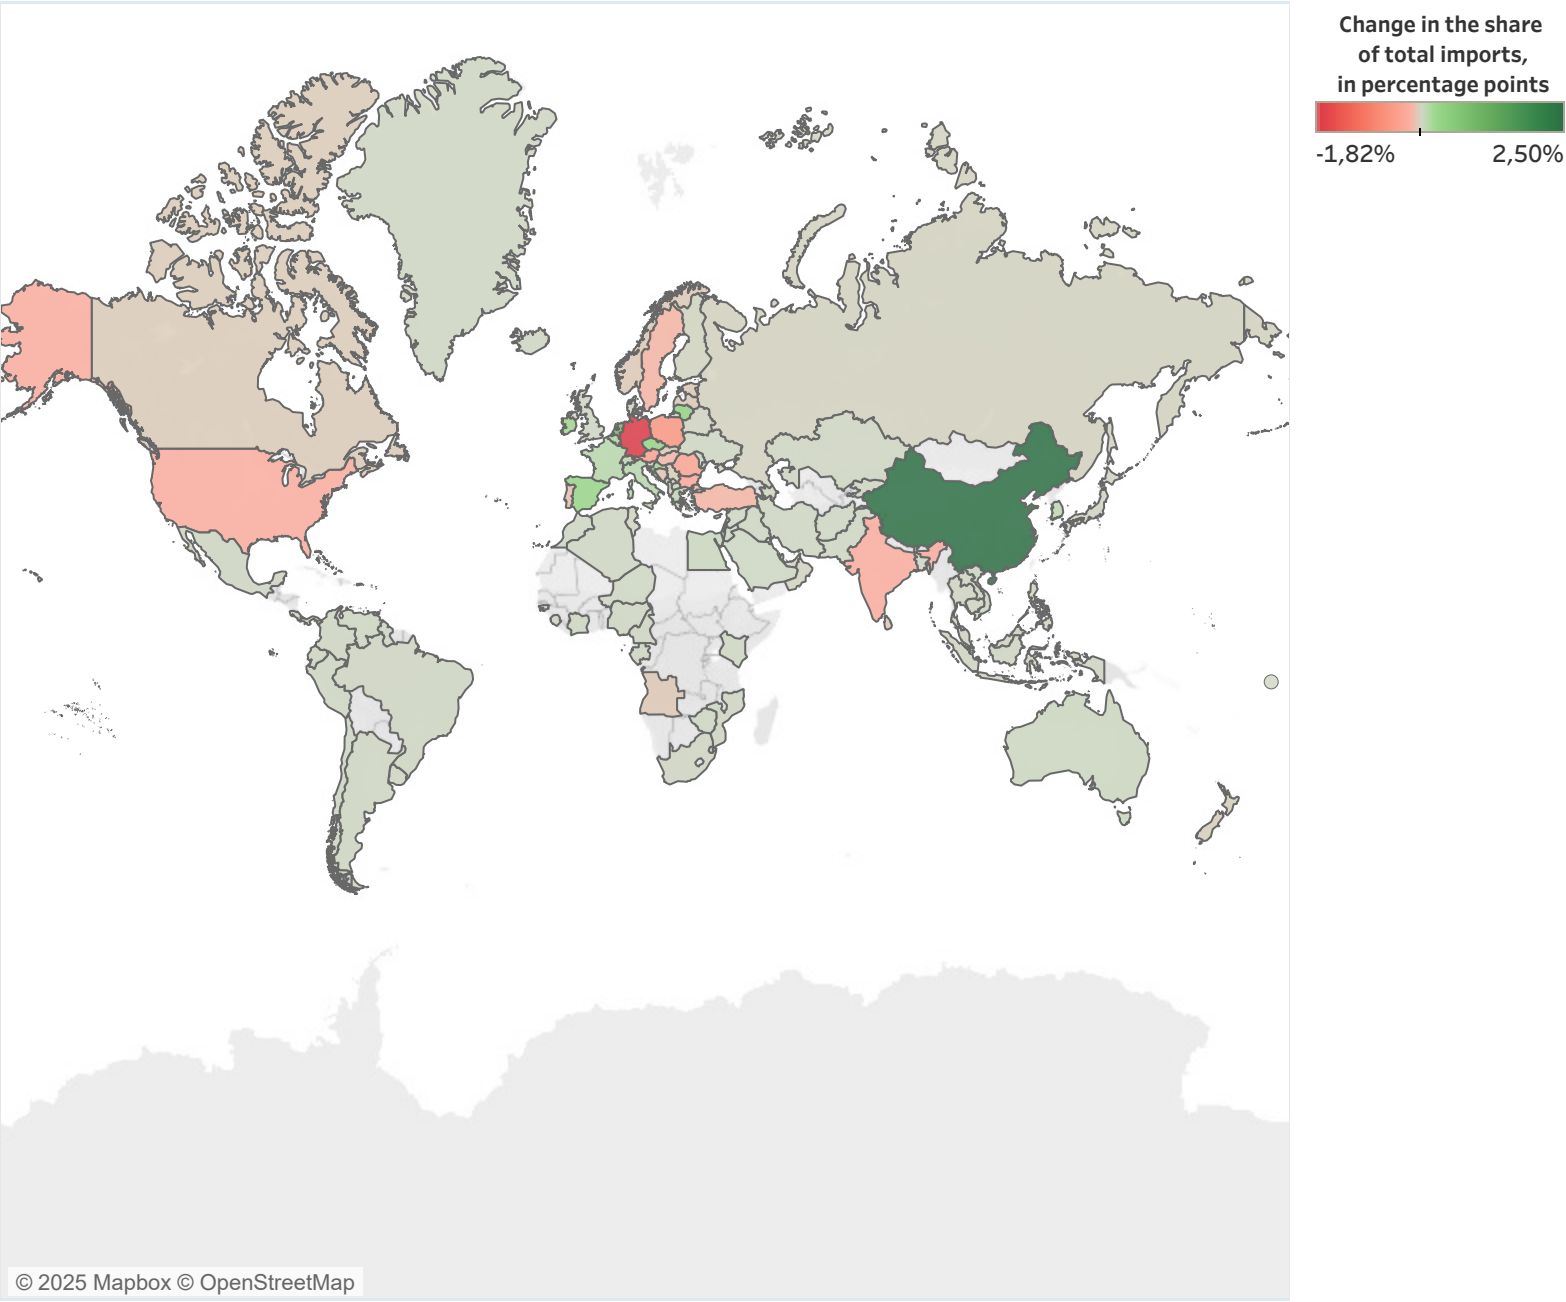 Change in the share
of total imports,
in percentage points
-1,82% 2,50%
© 2025 Mapbox © OpenStreetMap